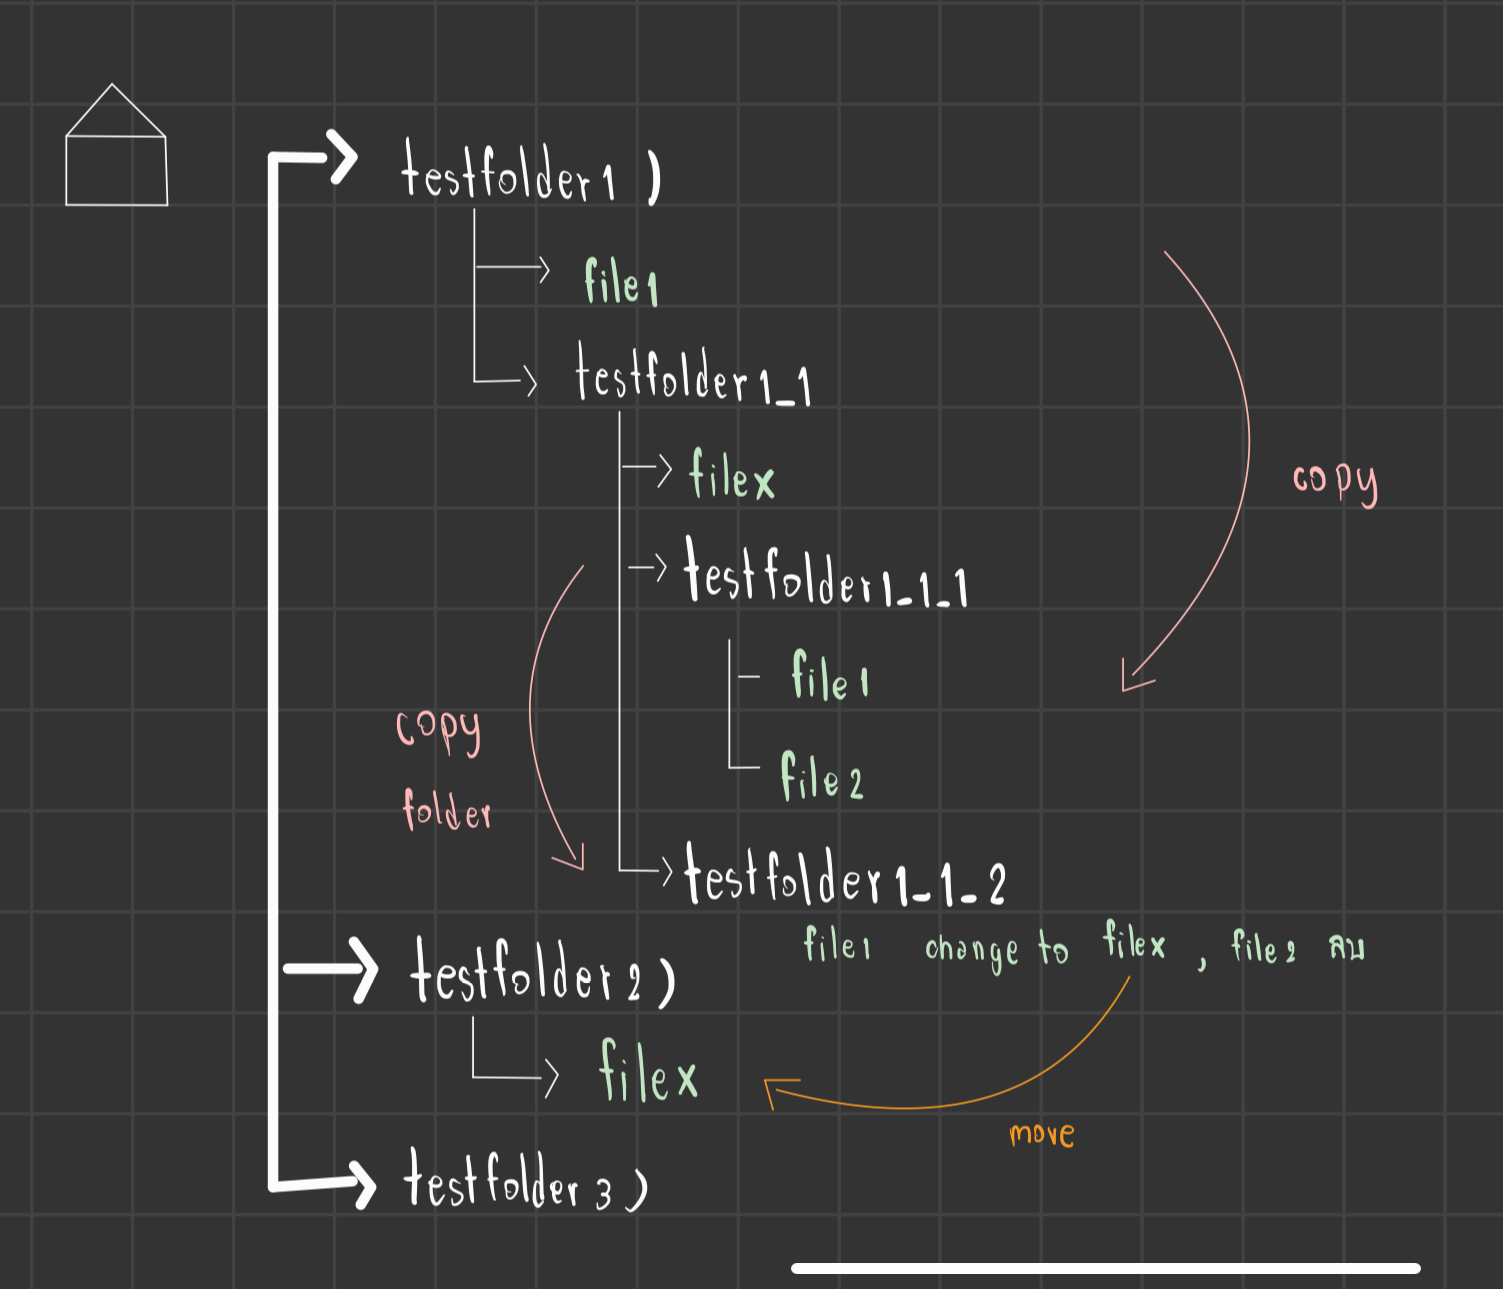 testfolder1 )
file1
testfolder1_1
filex
copy
testfolder1_1_1
file1
copy
folder
file2
testfolder1_1_2
file1 change to filex , file2 ลบ
testfolder2 )
filex
move
testfolder3 )